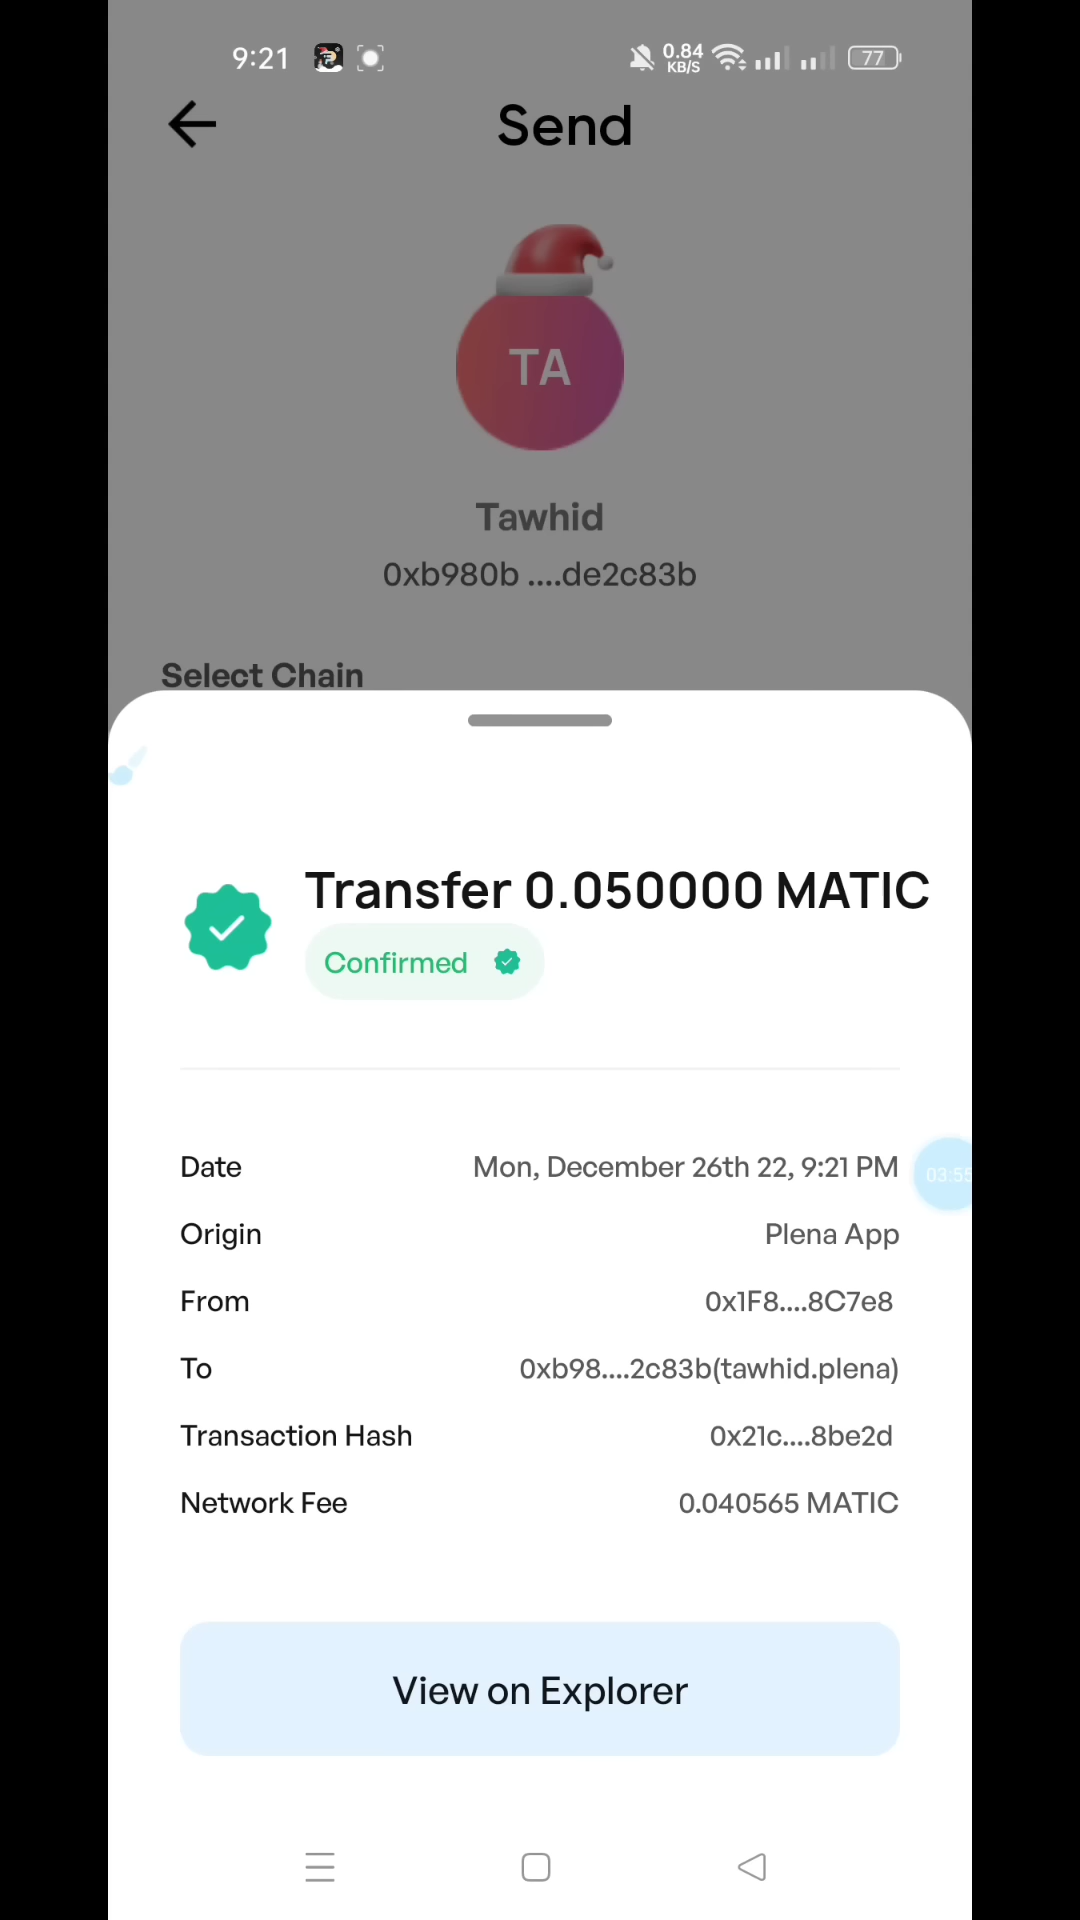 9:21
0.84
KB/S
77
Send
TA
Tawhid
0xb980b ....de2c83b
Select Chain
Transfer 0.050000 MATIC
Confirmed
Date Mon, December 26th 22, 9:21 PM
03:55
Origin Plena App
From 0x1F8....8C7e8
To 0xb98....2c83b(tawhid.plena)
Transaction Hash 0x21c....8be2d
Network Fee 0.040565 MATIC
View on Explorer